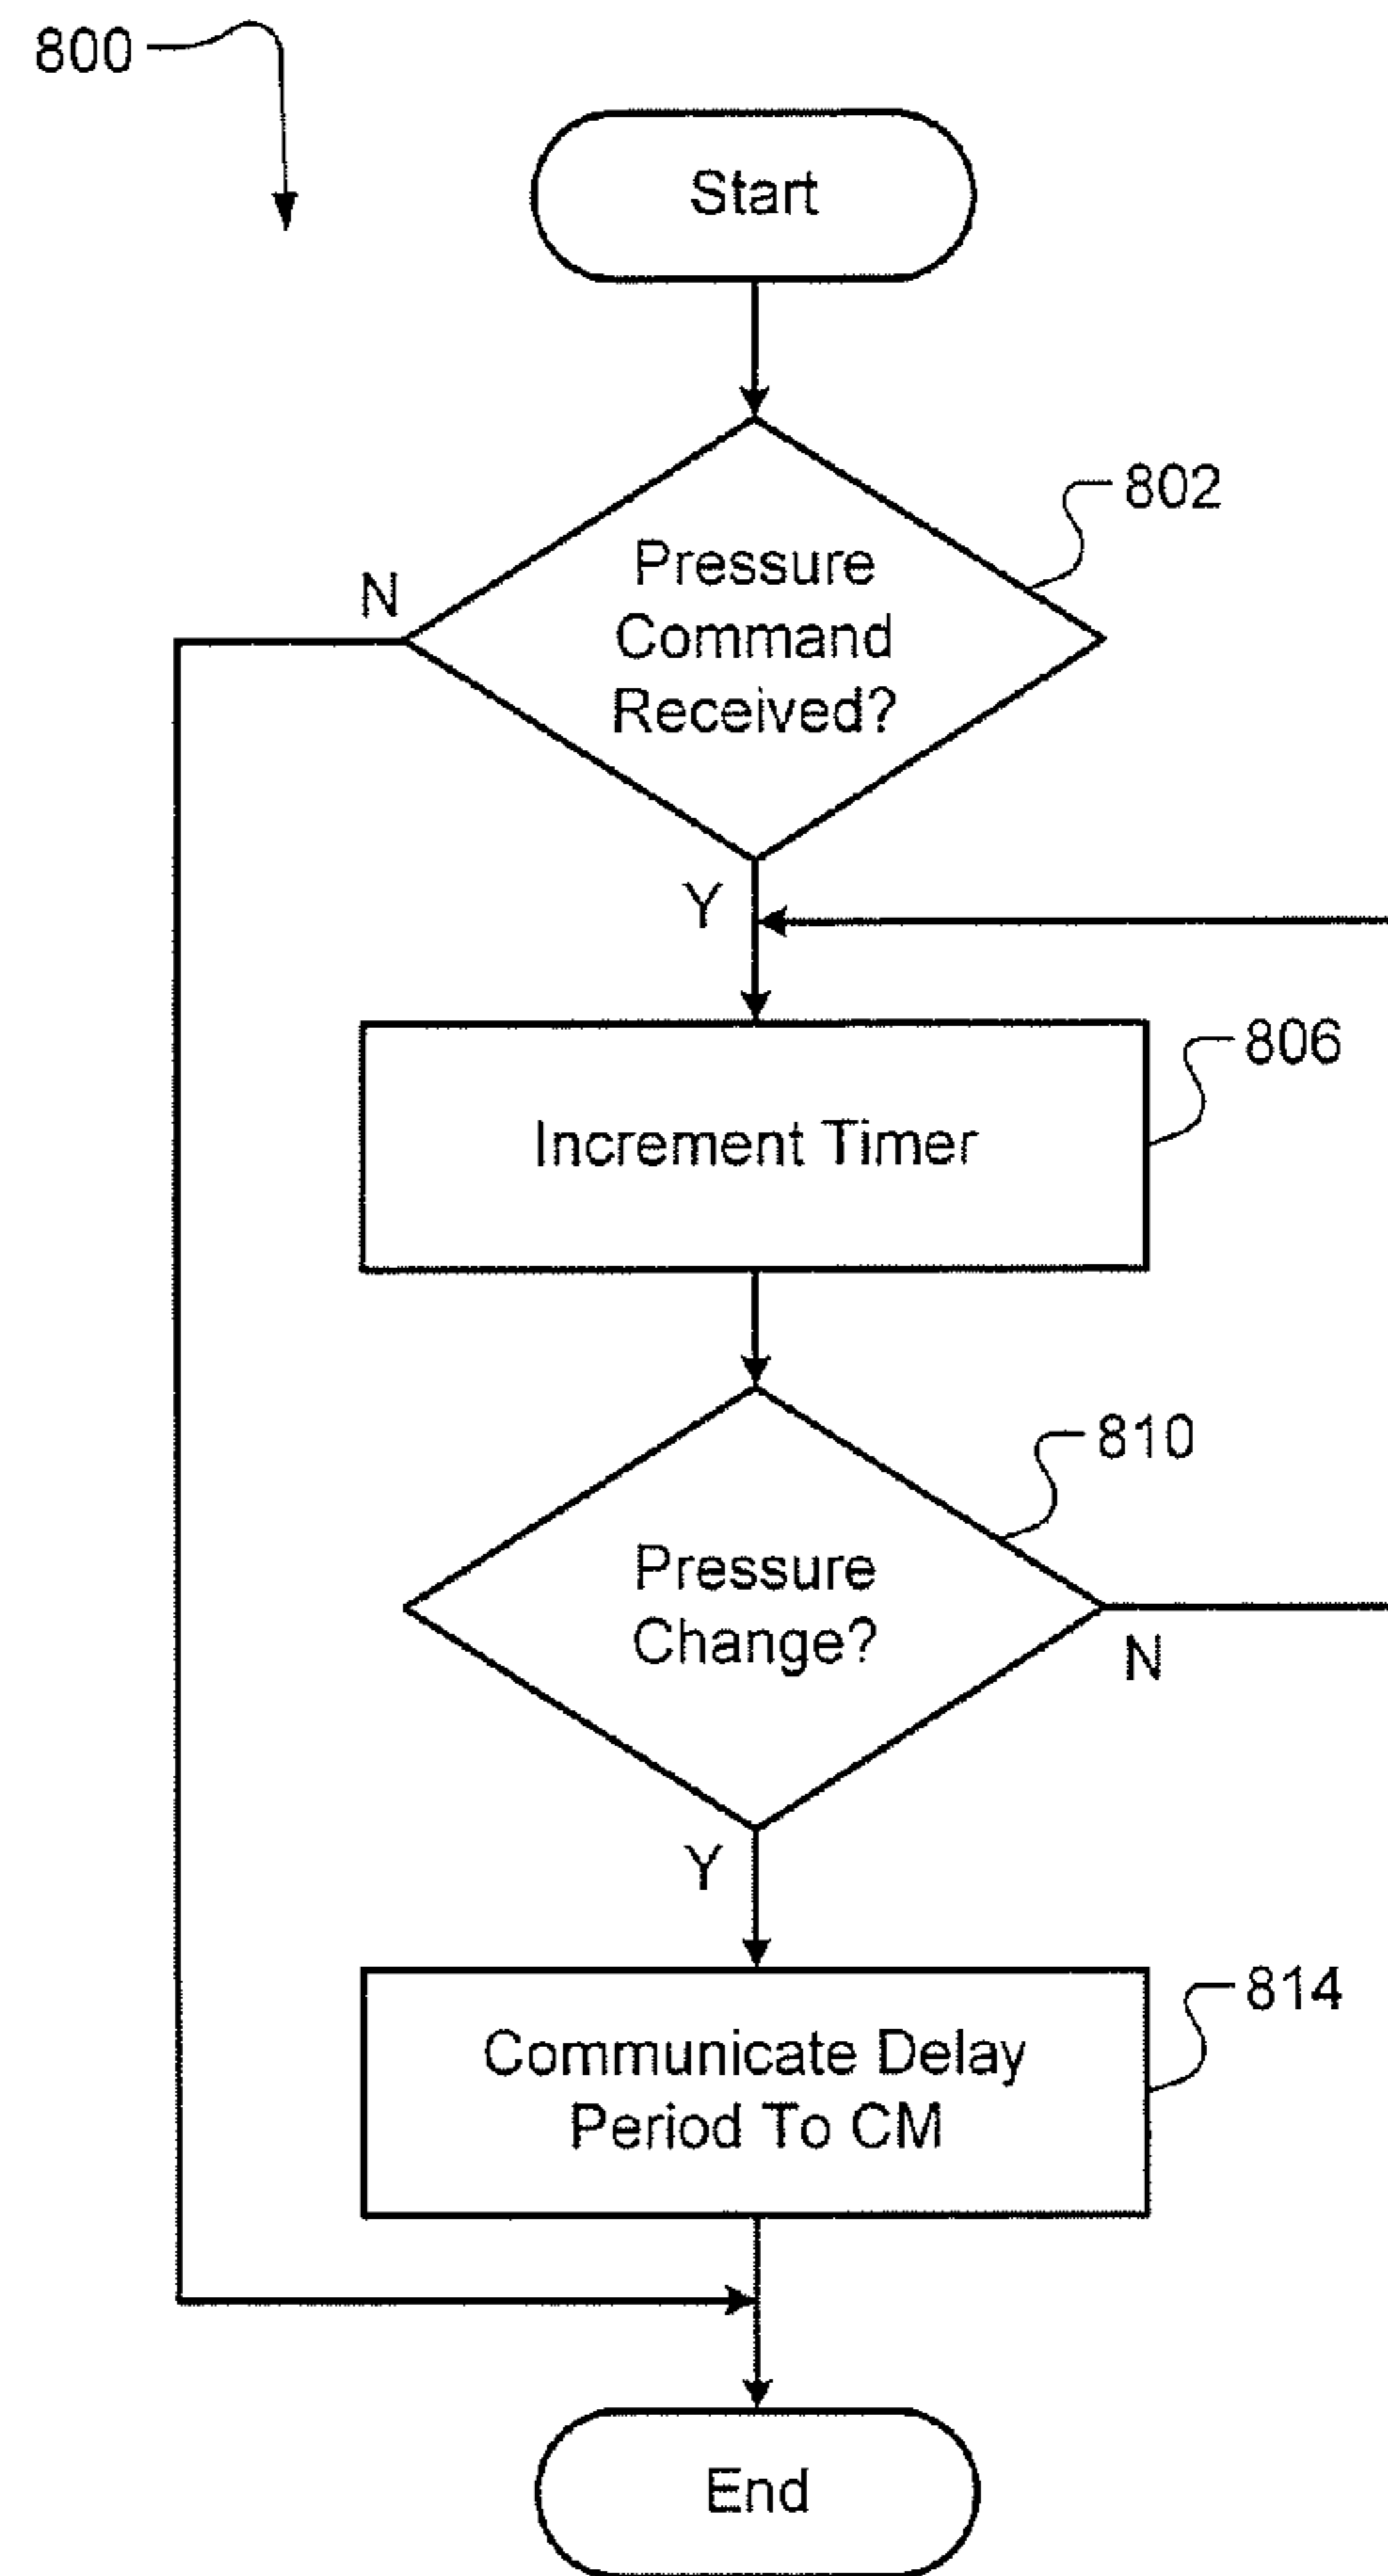 800
Start
802
Pressure
Command
Received?
N
Y
806
Increment Timer
810
Pressure
Change?
N
Y
814
Communicate Delay
Period To CM
End